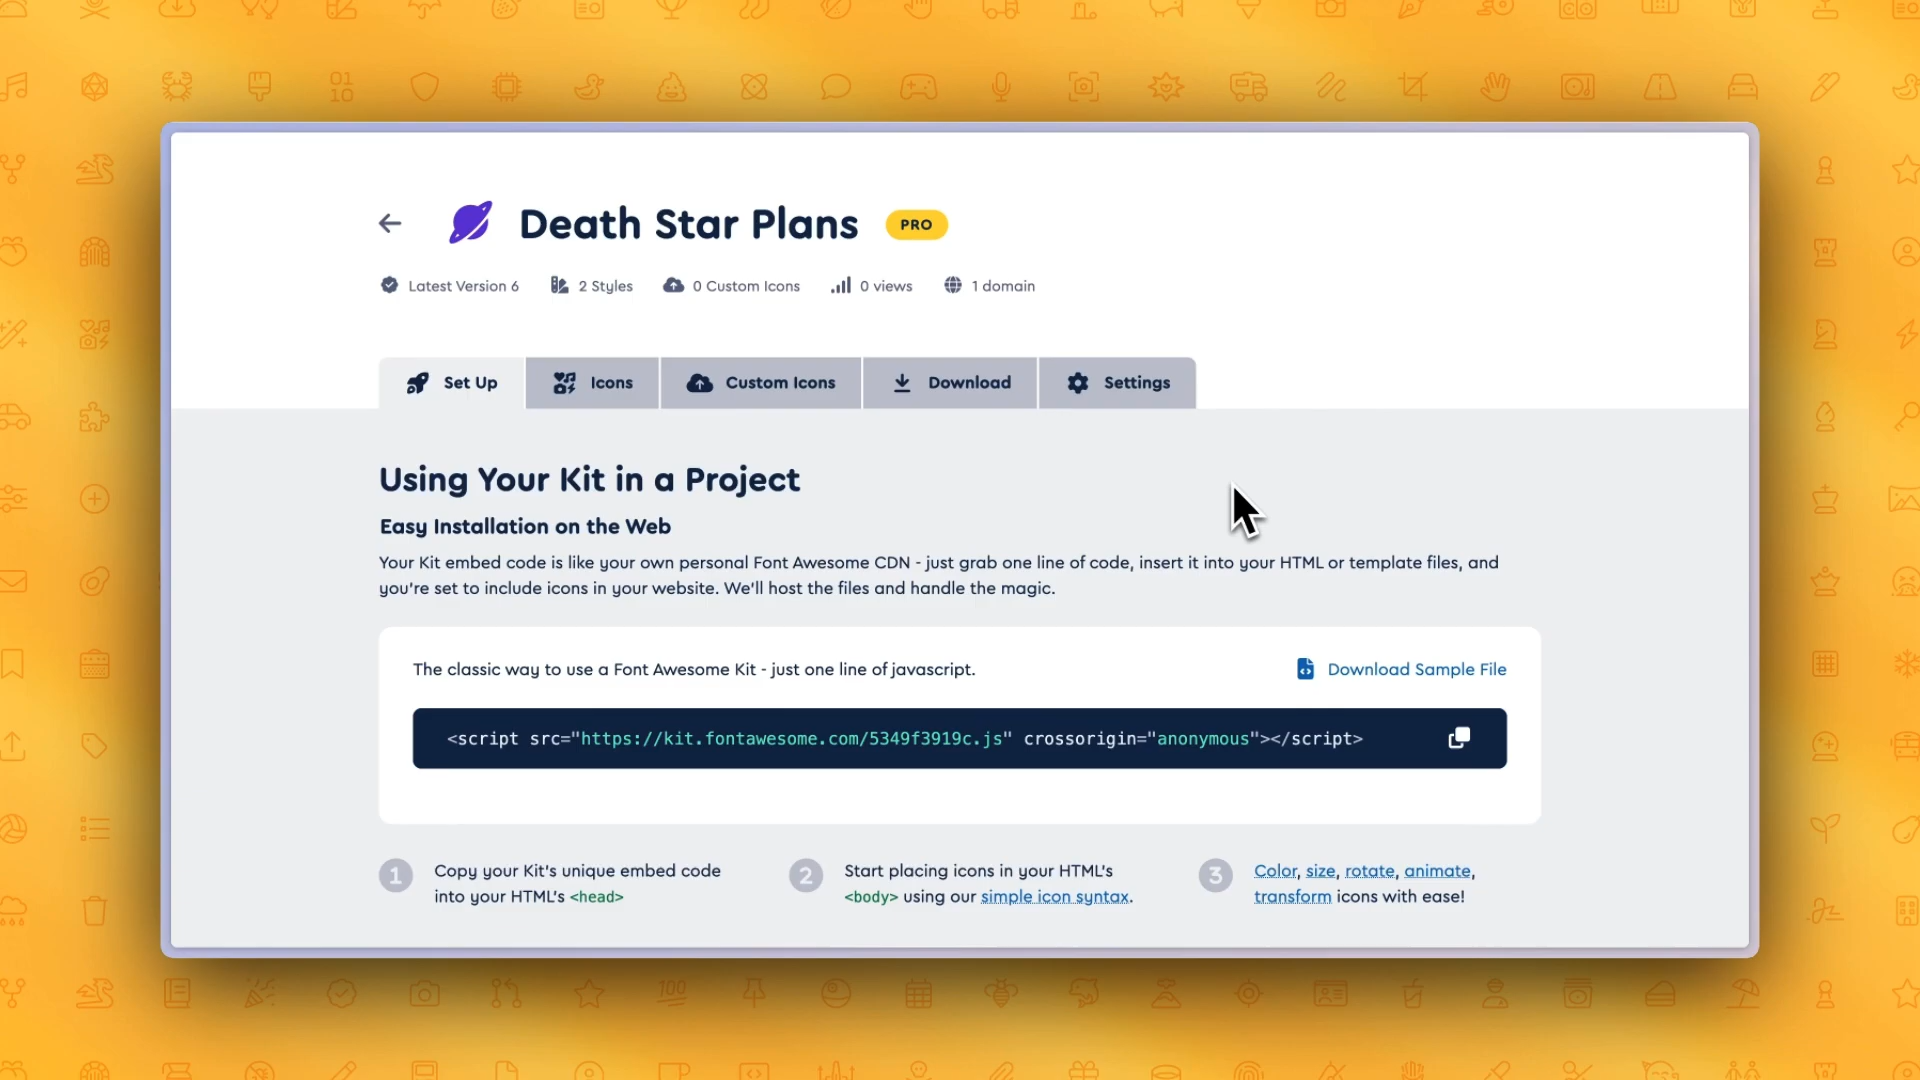 Death Star Plans PRO
Latest Version 6 2 Styles 0 Custom Icons 0 views 1 domain
Set Up Icons Custom Icons Download Settings
Using Your Kit in a Project
Easy Installation on the Web
Your Kit embed code is like your own personal Font Awesome CDN - just grab one line of code, insert it into your HTML or template files, and
you're set to include icons in your website. We'll host the files and handle the magic.
The classic way to use a Font Awesome Kit - just one line of javascript. Download Sample File
<script src="https://kit.fontawesome.com/5349f3919c.js" crossorigin="anonymous"></script>
1 Copy your Kit's unique embed code
into your HTML's <head>
2 Start placing icons in your HTML's
<body> using our simple icon syntax.
3 Color, size, rotate, animate,
transform icons with ease!